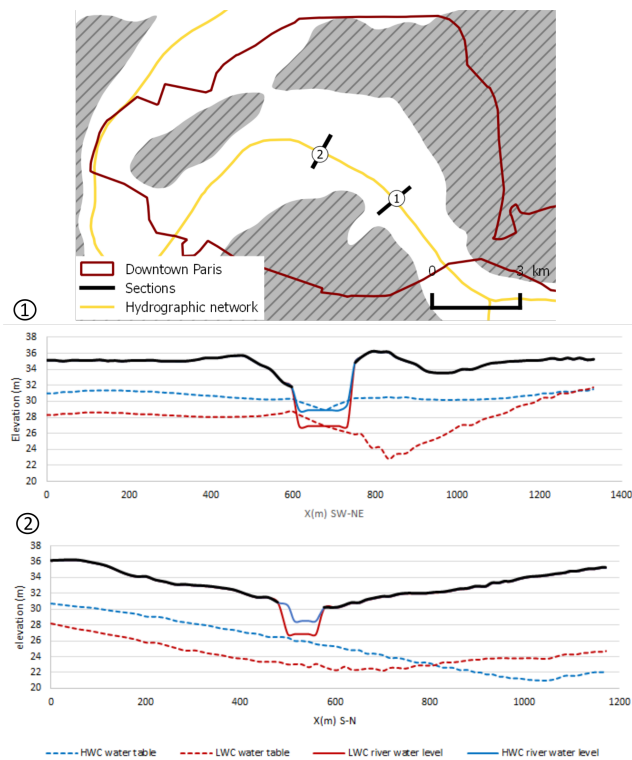 2
1
Downtown Paris
Sections
Hydrographic network
0 3 km
1
38
36
34
32
30
28
26
24
22
20
Elevation (m)
0 200 400 600 800 1000 1200 1400
X(m) SW-NE
2
38
36
34
32
30
28
26
24
22
20
elevation (m)
0 200 400 600 800 1000 1200
X(m) S-N
HWC water table LWC water table LWC river water level HWC river water level